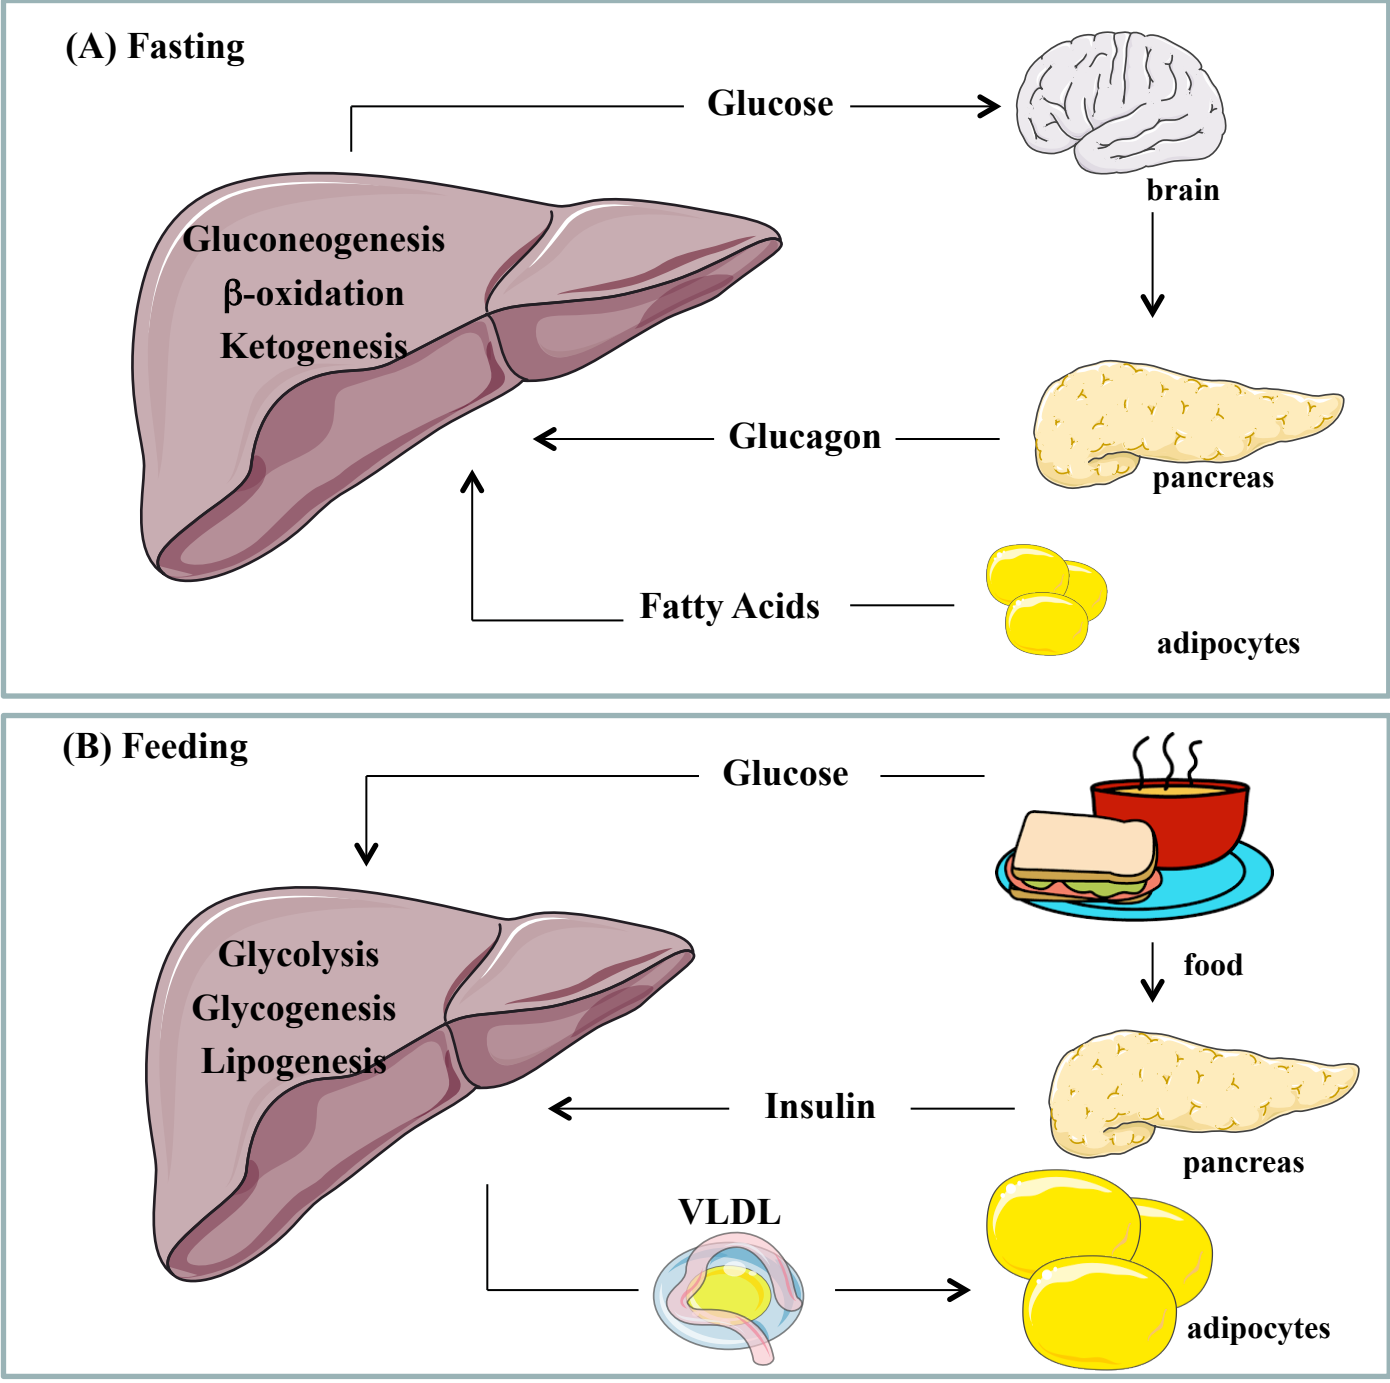 (A) Fasting
Glucose
brain
Gluconeogenesis
β-oxidation
Ketogenesis
Glucagon
pancreas
Fatty Acids
adipocytes
(B) Feeding
Glucose
food
Glycolysis
Glycogenesis
Lipogenesis
Insulin
pancreas
VLDL
adipocytes